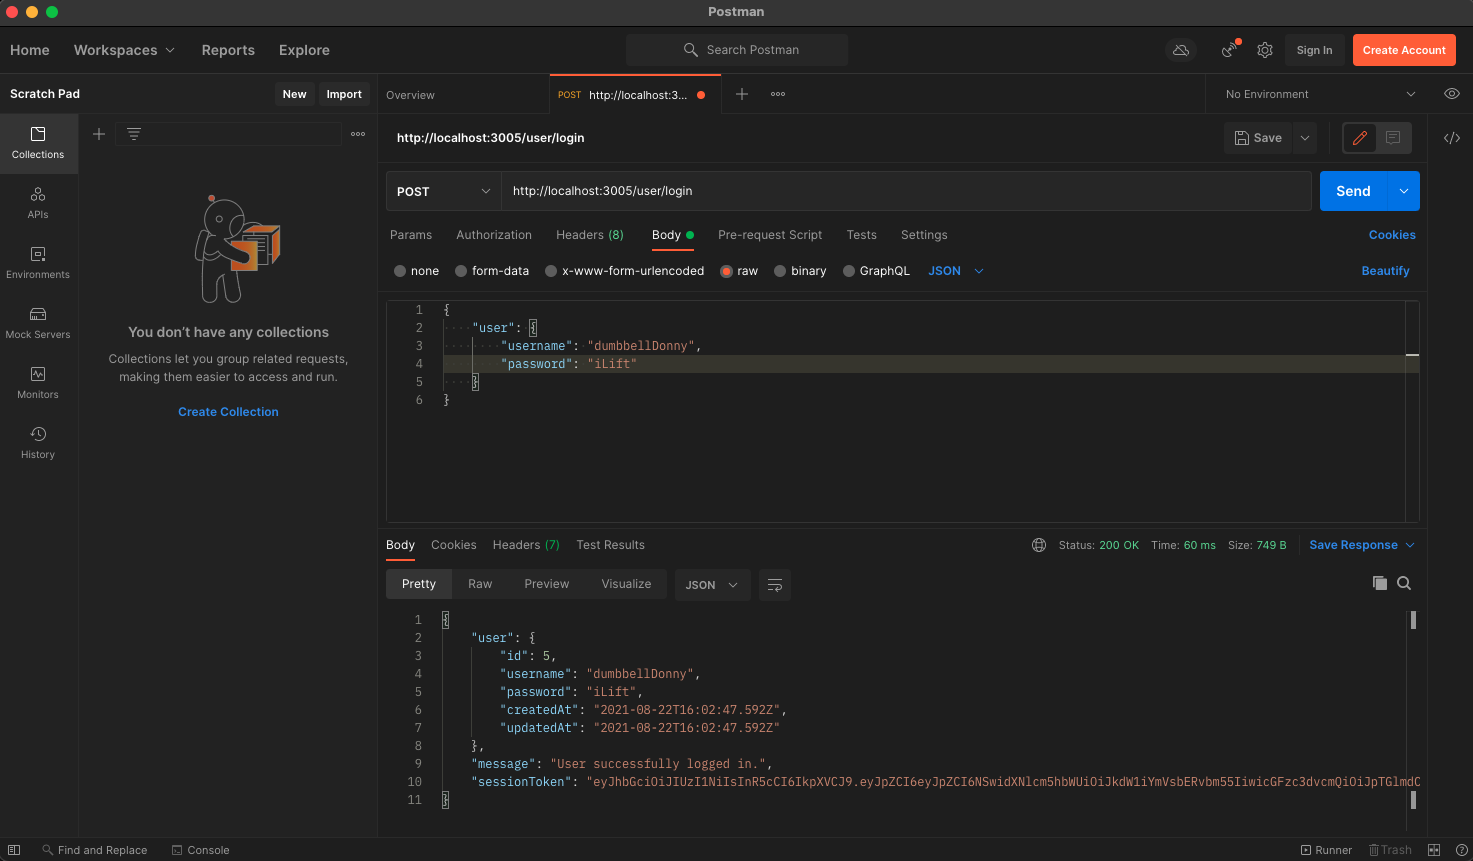 Postman
Home Workspaces Reports Explore
Search Postman
Sign In Create Account
Scratch Pad New Import
Overview POST http://localhost:3... No Environment
Collections
APIs
Environments
Mock Servers
Monitors
History
You don't have any collections
Collections let you group related requests,
making them easier to access and run.
Create Collection
http://localhost:3005/user/login Save
POST http://localhost:3005/user/login Send
Params Authorization Headers (8) Body Pre-request Script Tests Settings Cookies
none form-data x-www-form-urlencoded raw binary GraphQL JSON Beautify
1 {
2 "user": {
3 "username": "dumbbellDonny",
4 "password": "iLift"
5 }
6 }
Body Cookies Headers (7) Test Results Status: 200 OK Time: 60 ms Size: 749 B Save Response
Pretty Raw Preview Visualize JSON
1 {
2 "user": {
3 "id": 5,
4 "username": "dumbbellDonny",
5 "password": "iLift",
6 "createdAt": "2021-08-22T16:02:47.592Z",
7 "updatedAt": "2021-08-22T16:02:47.592Z"
8 },
9 "message": "User successfully logged in.",
10 "sessionToken": "eyJhbGciOiJIUzI1NiIsInR5cCI6IkpXVCJ9.eyJpZCI6eyJpZCI6NSwidXNlcm5hbWUiOiJkdW1iYmVsbERvbm55IiwicGFzc3dvcmQiOiJpTGlmdC
11 }
Find and Replace Console Runner Trash